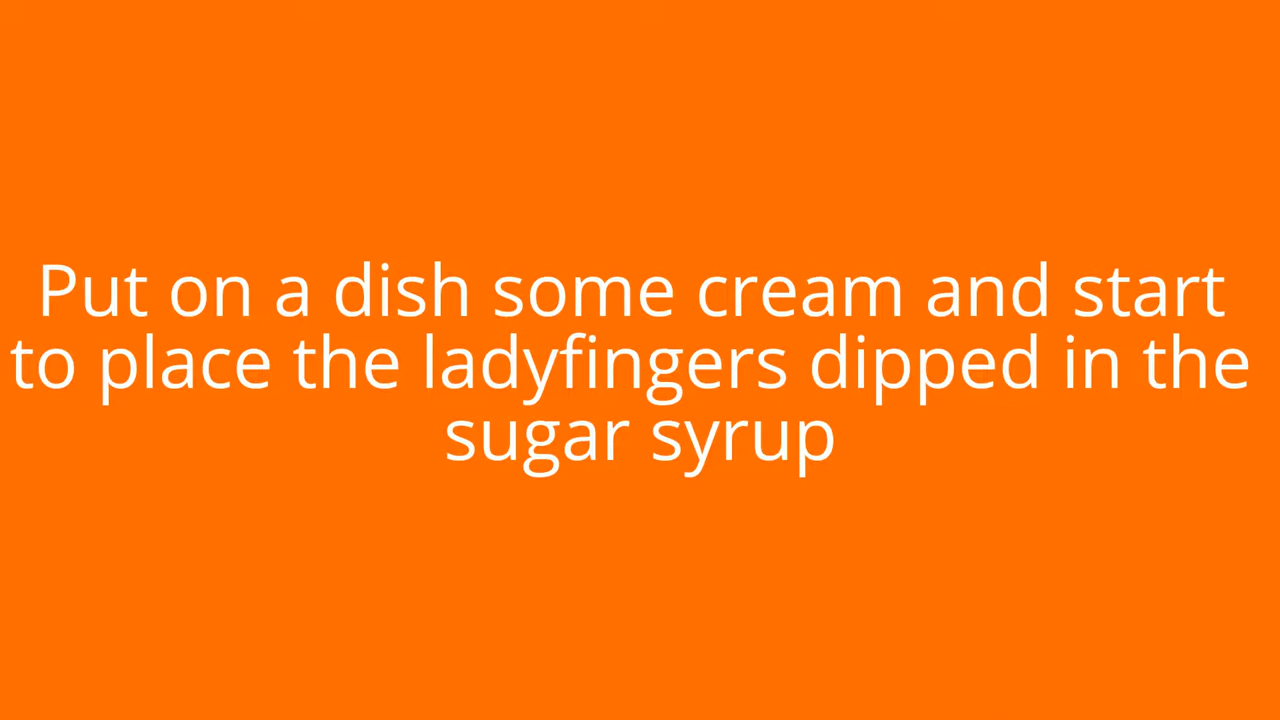 Put on a dish some cream and start
to place the ladyfingers dipped in the
sugar syrup